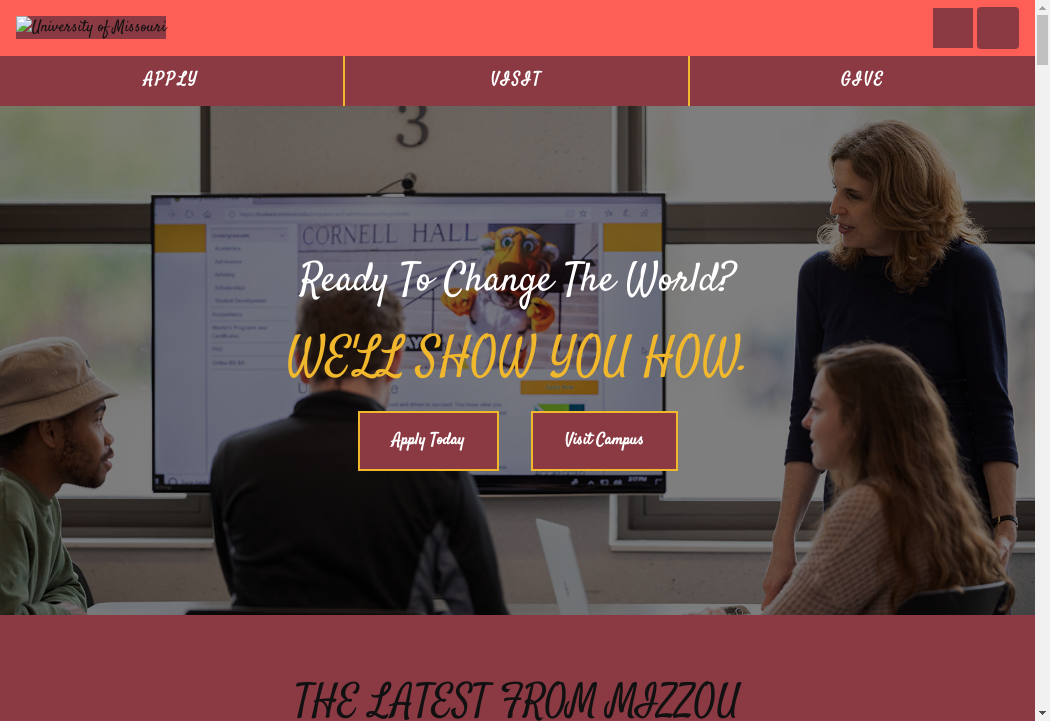 University of Missouri
APPLY
VISIT
GIVE
3
CORNELL HALL
Ready To Change The World?
WE'LL SHOW YOU HOW.
Apply Today
Visit Campus
THE LATEST FROM MIZZOU